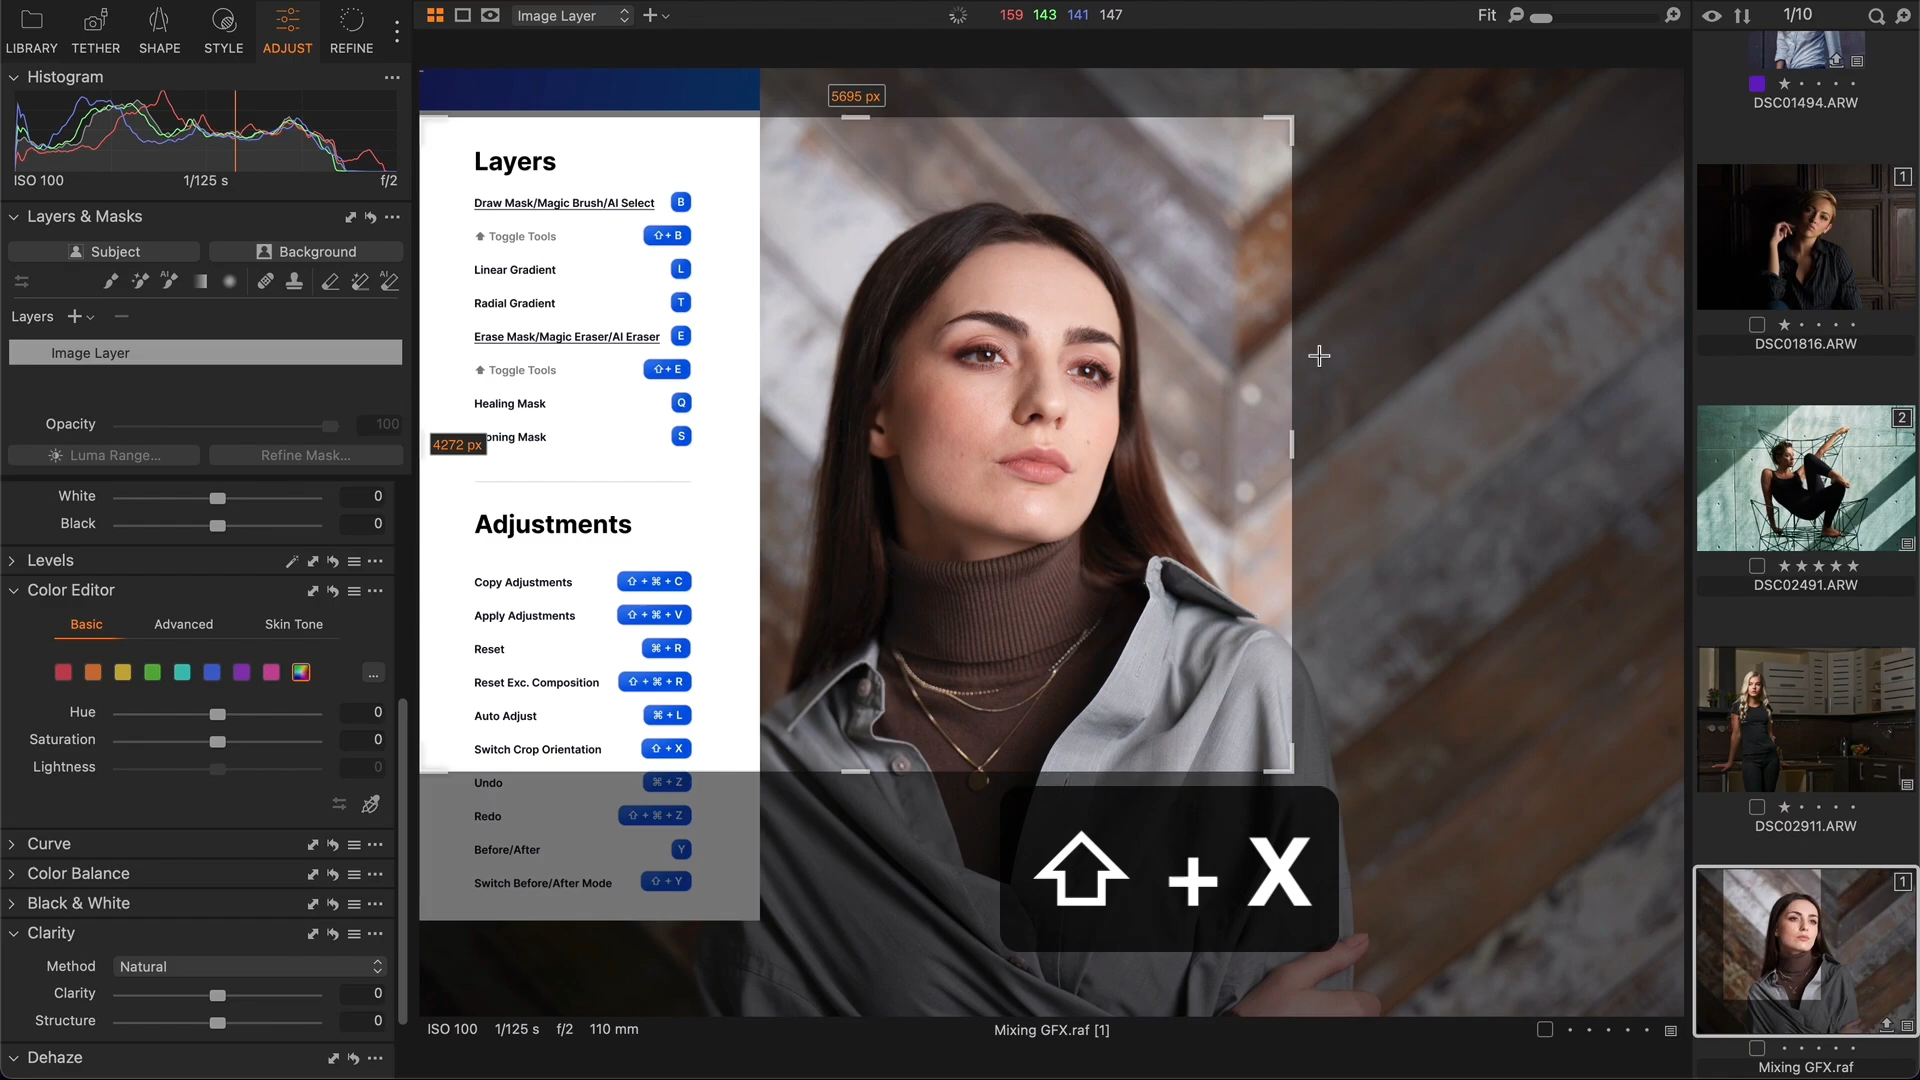 LIBRARY TETHER SHAPE STYLE ADJUST REFINE
Image Layer
159 143 141 147
Fit
1/10
Histogram
ISO 100 1/125 s f/2
Layers & Masks
Subject Background
AI AI
Layers
Image Layer
Opacity 100
Luma Range... Refine Mask...
White 0
Black 0
Levels
Color Editor
Basic Advanced Skin Tone
...
Hue 0
Saturation 0
Lightness 0
Curve
Color Balance
Black & White
Clarity
Method Natural
Clarity 0
Structure 0
Dehaze
5695 px
4272 px
Layers
Draw Mask/Magic Brush/AI Select B
Toggle Tools ⇧ + B
Linear Gradient L
Radial Gradient T
Erase Mask/Magic Eraser/AI Eraser E
Toggle Tools ⇧ + E
Healing Mask Q
oning Mask S
Adjustments
Copy Adjustments ⇧ + ⌘ + C
Apply Adjustments ⇧ + ⌘ + V
Reset ⌘ + R
Reset Exc. Composition ⇧ + ⌘ + R
Auto Adjust ⌘ + L
Switch Crop Orientation ⇧ + X
Undo ⌘ + Z
Redo ⇧ + ⌘ + Z
Before/After Y
Switch Before/After Mode ⇧ + Y
⇧ + X
ISO 100 1/125 s f/2 110 mm
Mixing GFX.raf [1]
DSC01494.ARW
1
DSC01816.ARW
2
DSC02491.ARW
DSC02911.ARW
1
Mixing GFX.raf